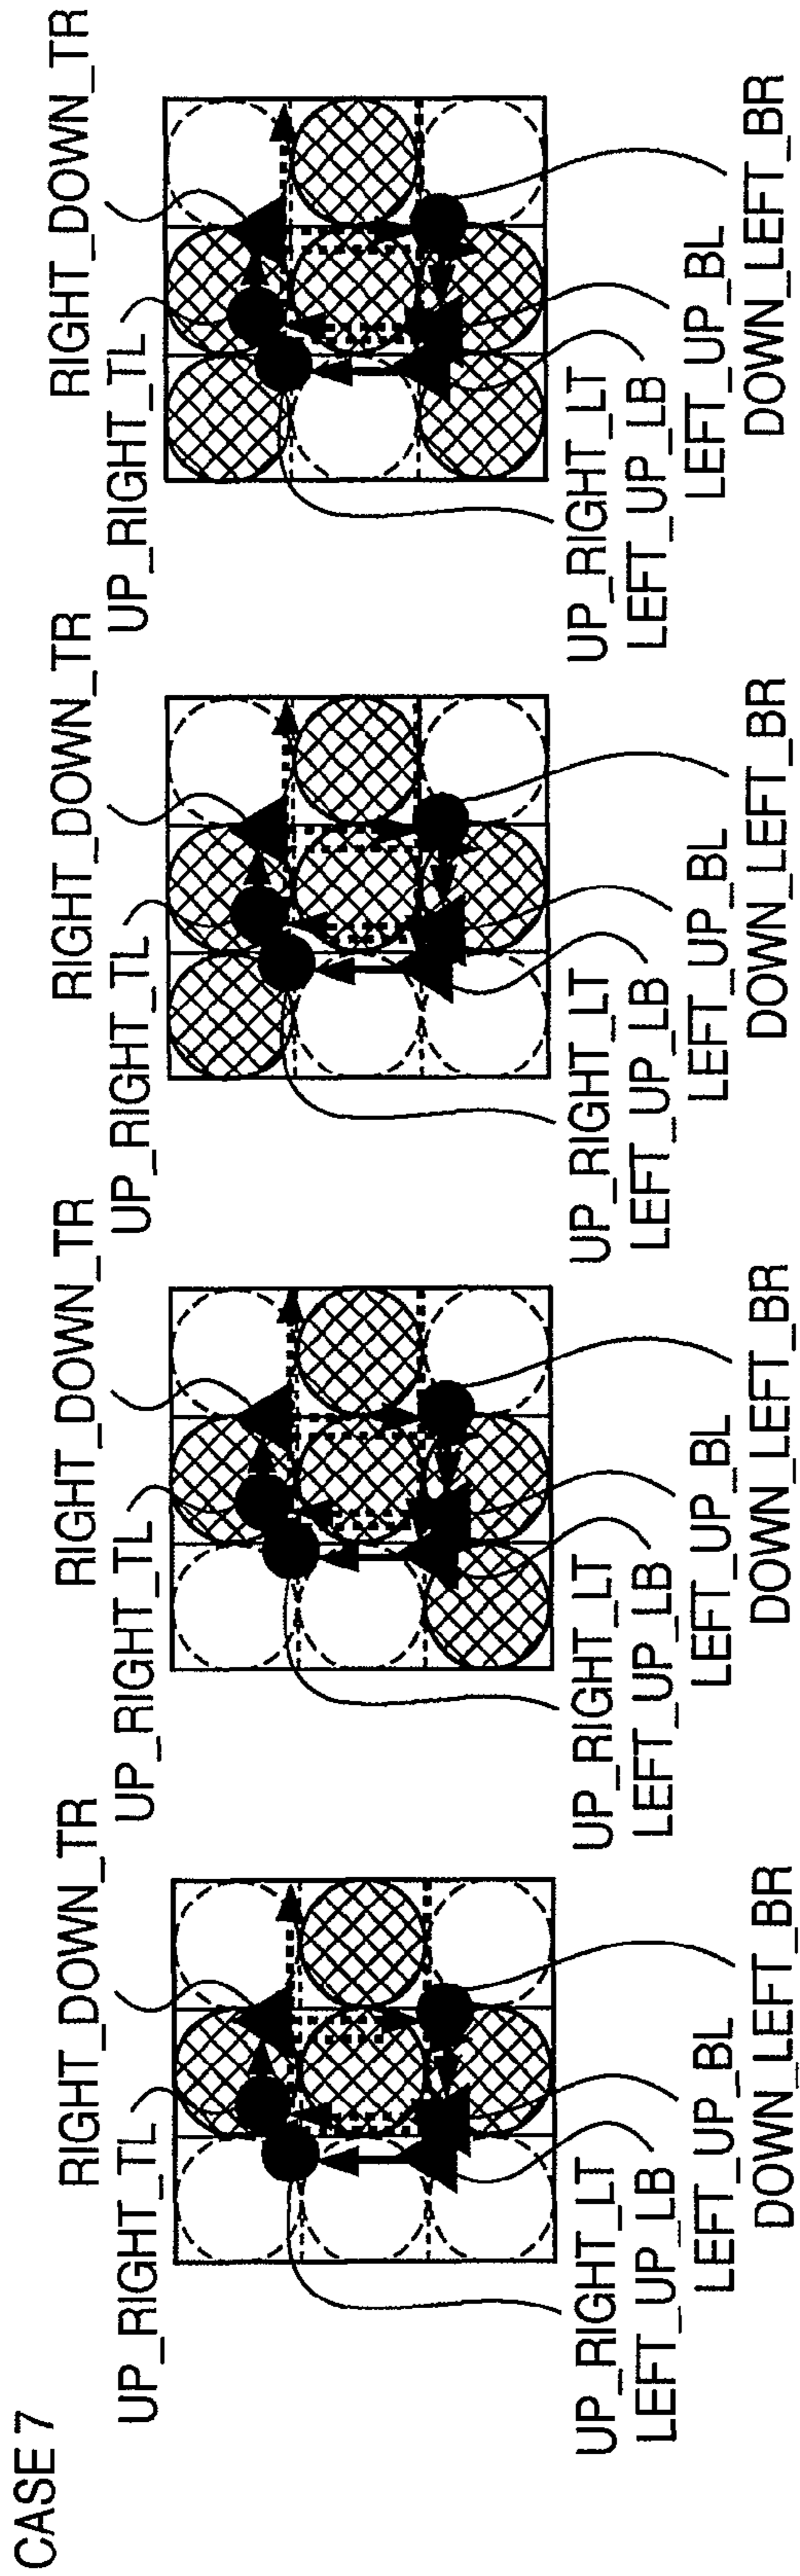 CASE 7
UP_RIGHT_TL
RIGHT_DOWN_TR
UP_RIGHT_LT
LEFT_UP_LB
LEFT_UP_BL
DOWN_LEFT_BR
UP_RIGHT_TL
RIGHT_DOWN_TR
UP_RIGHT_LT
LEFT_UP_LB
LEFT_UP_BL
DOWN_LEFT_BR
UP_RIGHT_TL
RIGHT_DOWN_TR
UP_RIGHT_LT
LEFT_UP_LB
LEFT_UP_BL
DOWN_LEFT_BR
UP_RIGHT_TL
RIGHT_DOWN_TR
UP_RIGHT_LT
LEFT_UP_LB
LEFT_UP_BL
DOWN_LEFT_BR